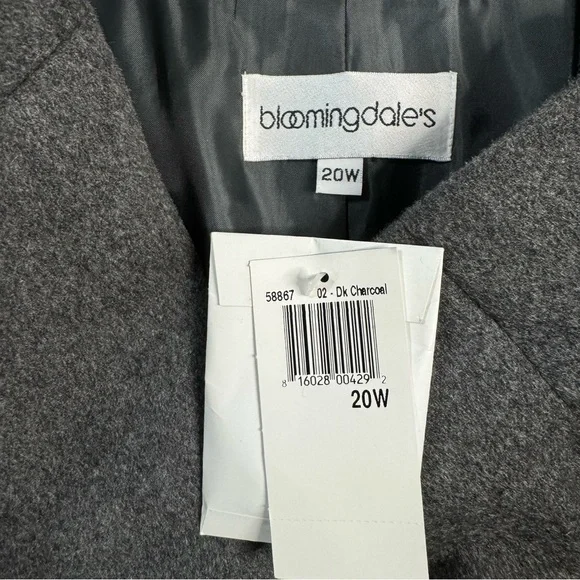 bloomingdale's
20W
58867 02 - Dk Charcoal
8 16028 00429 2
20W